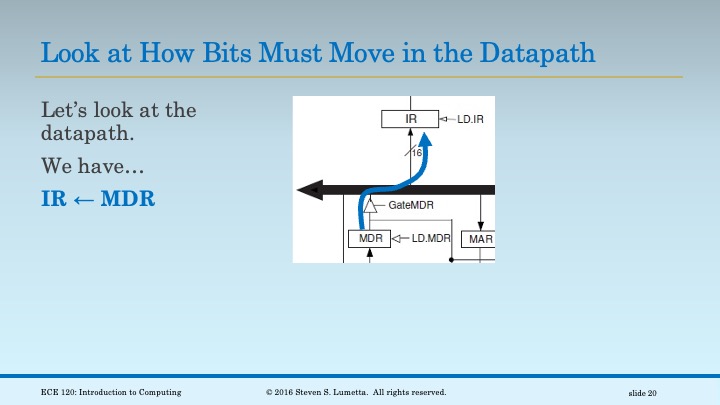 Look at How Bits Must Move in the Datapath
Let’s look at the
datapath.
We have…
IR ← MDR
IR
LD.IR
16
GateMDR
MDR
LD.MDR
MAR
ECE 120: Introduction to Computing
© 2016 Steven S. Lumetta. All rights reserved.
slide 20